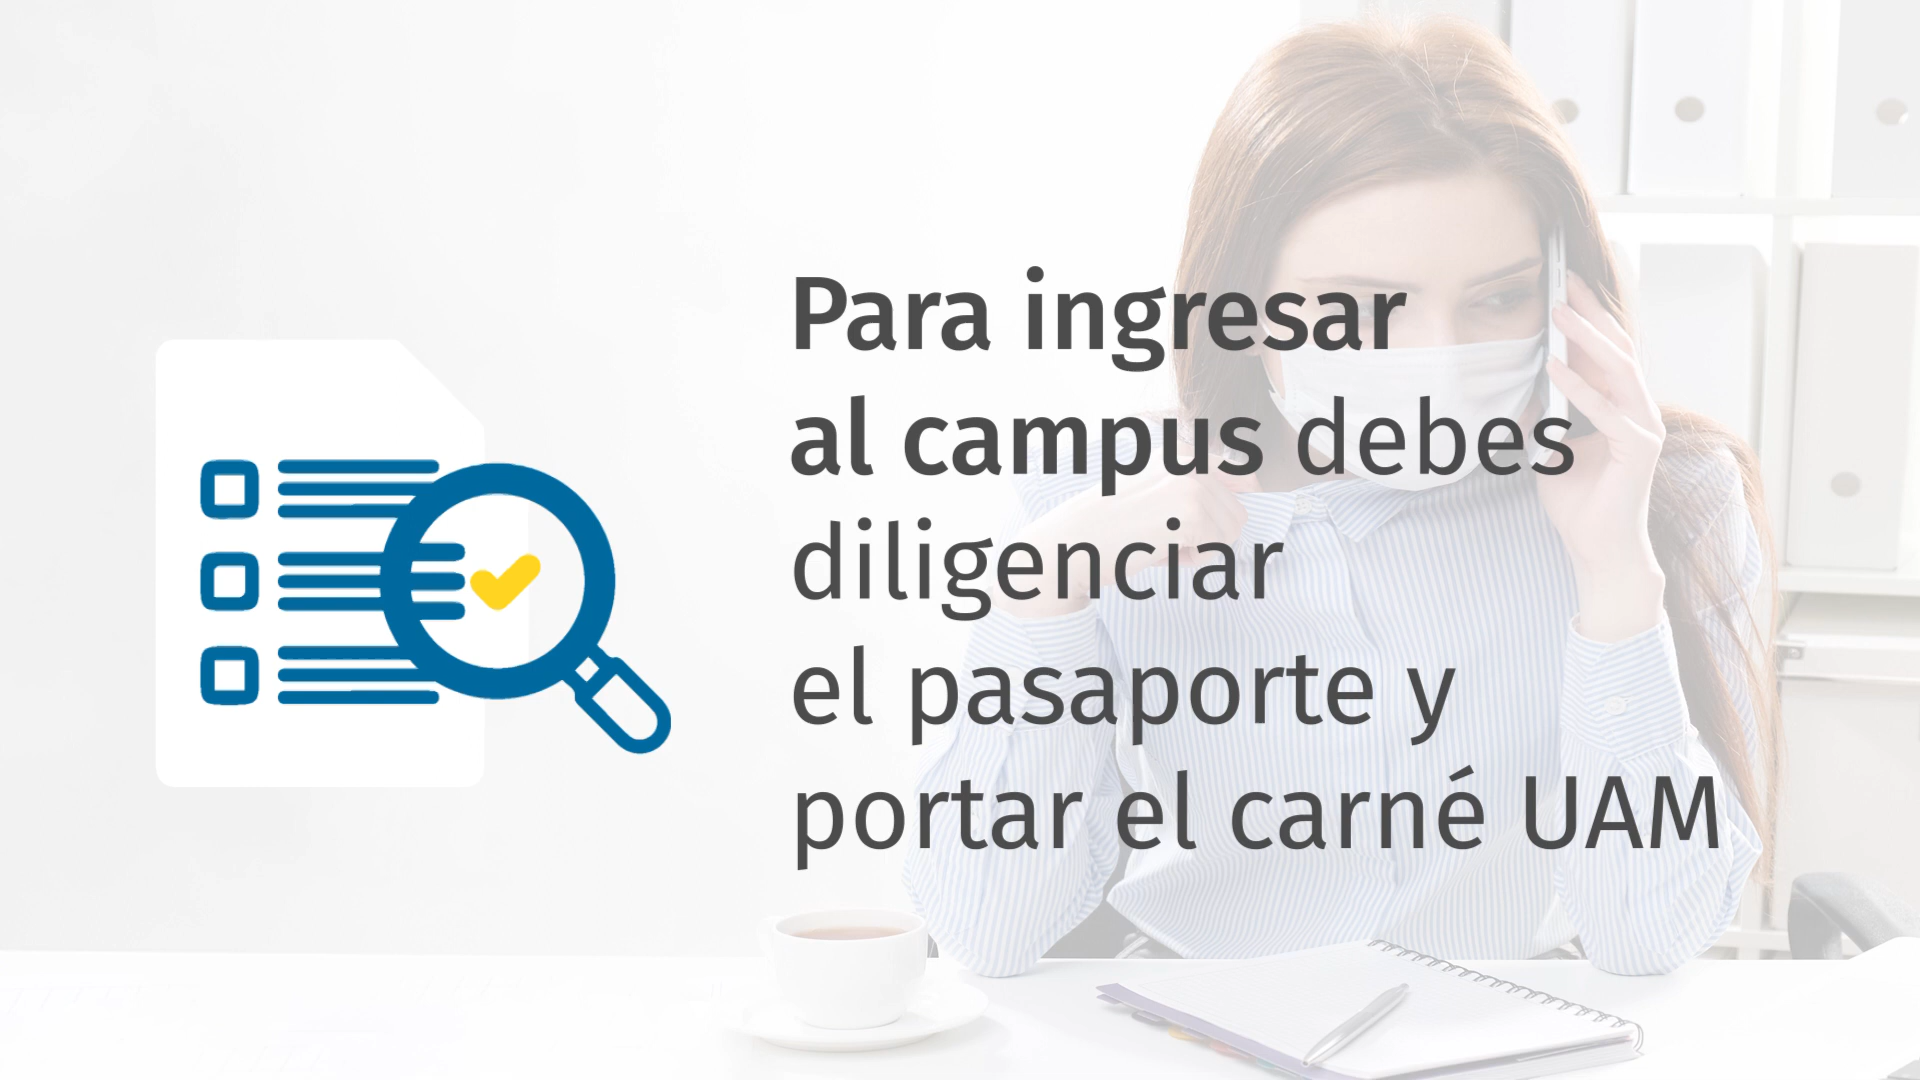 Para ingresar
al campus debes
diligenciar
el pasaporte y
portar el carné UAM